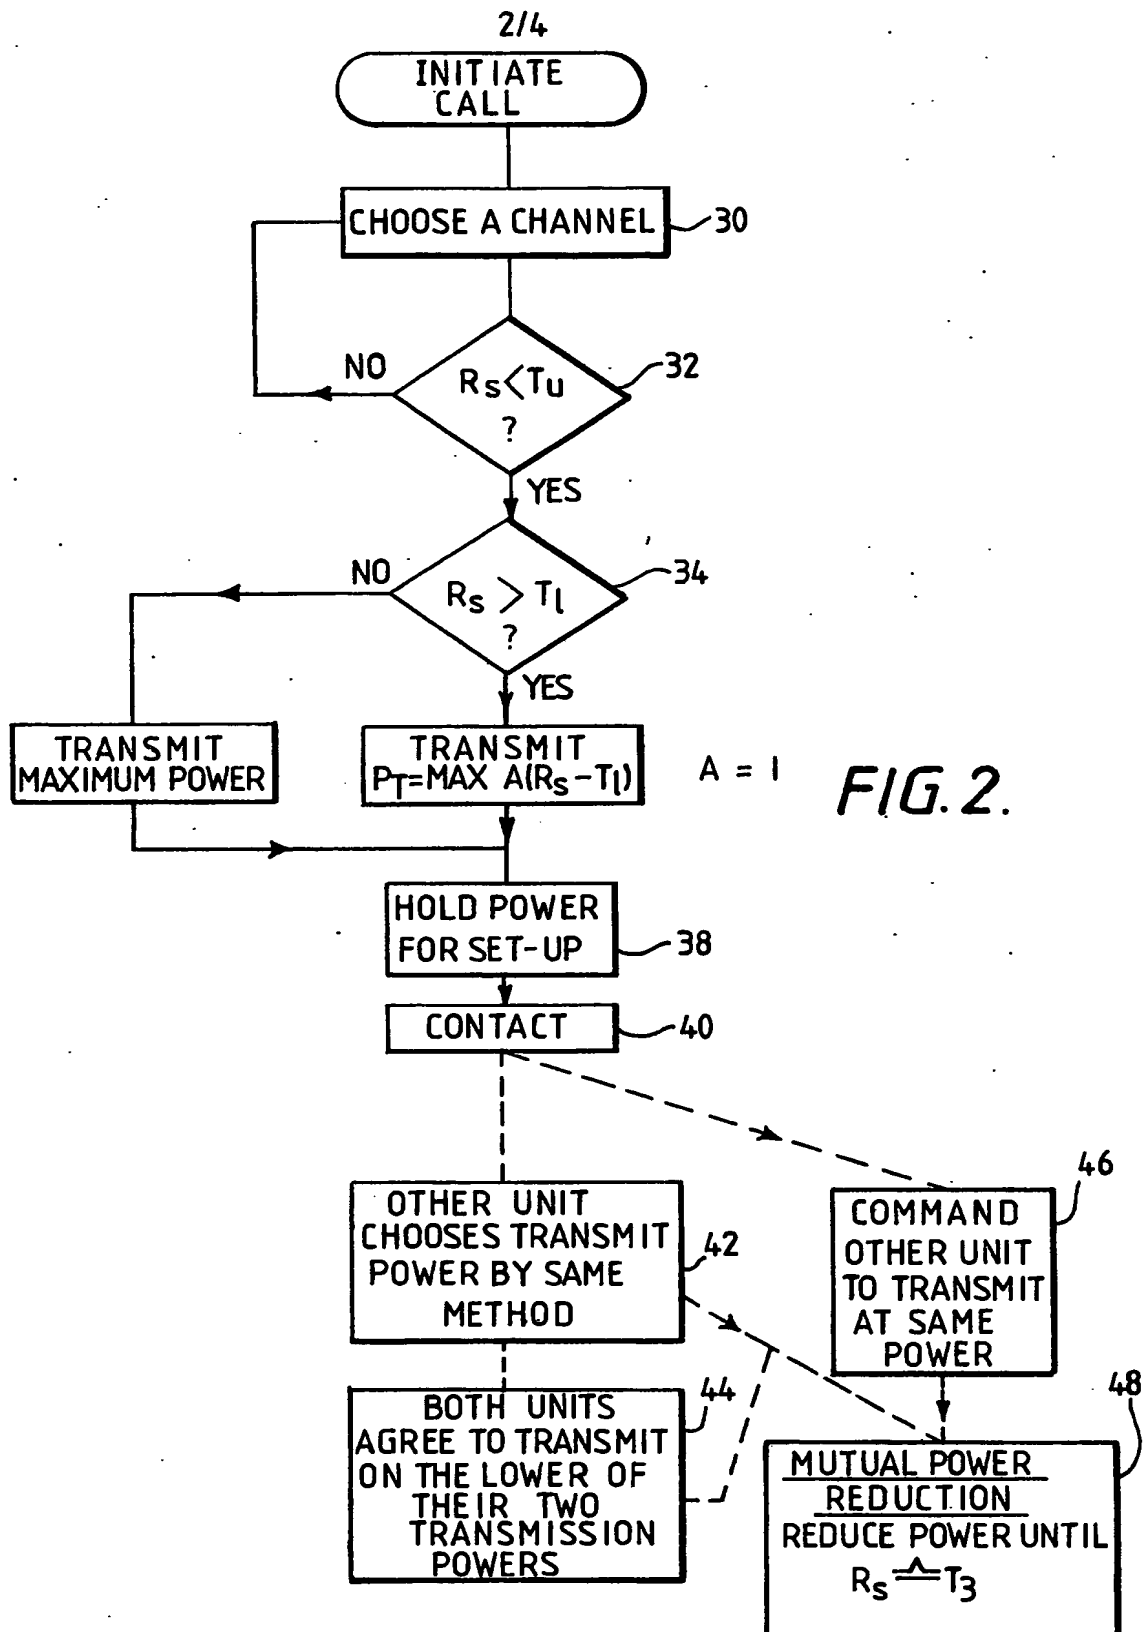 2/4
INITIATE
CALL
CHOOSE A CHANNEL
30
NO
Rs<Tu
?
32
YES
NO
Rs > Tl
?
34
YES
TRANSMIT
MAXIMUM POWER
TRANSMIT
PT=MAX A(Rs-Tl)
A = 1
FIG. 2.
HOLD POWER
FOR SET-UP
38
CONTACT
40
OTHER UNIT
CHOOSES TRANSMIT
POWER BY SAME
METHOD
42
46
COMMAND
OTHER UNIT
TO TRANSMIT
AT SAME
POWER
BOTH UNITS
AGREE TO TRANSMIT
ON THE LOWER OF
THEIR TWO
TRANSMISSION
POWERS
44
48
MUTUAL POWER
REDUCTION
REDUCE POWER UNTIL
Rs ≙ T3